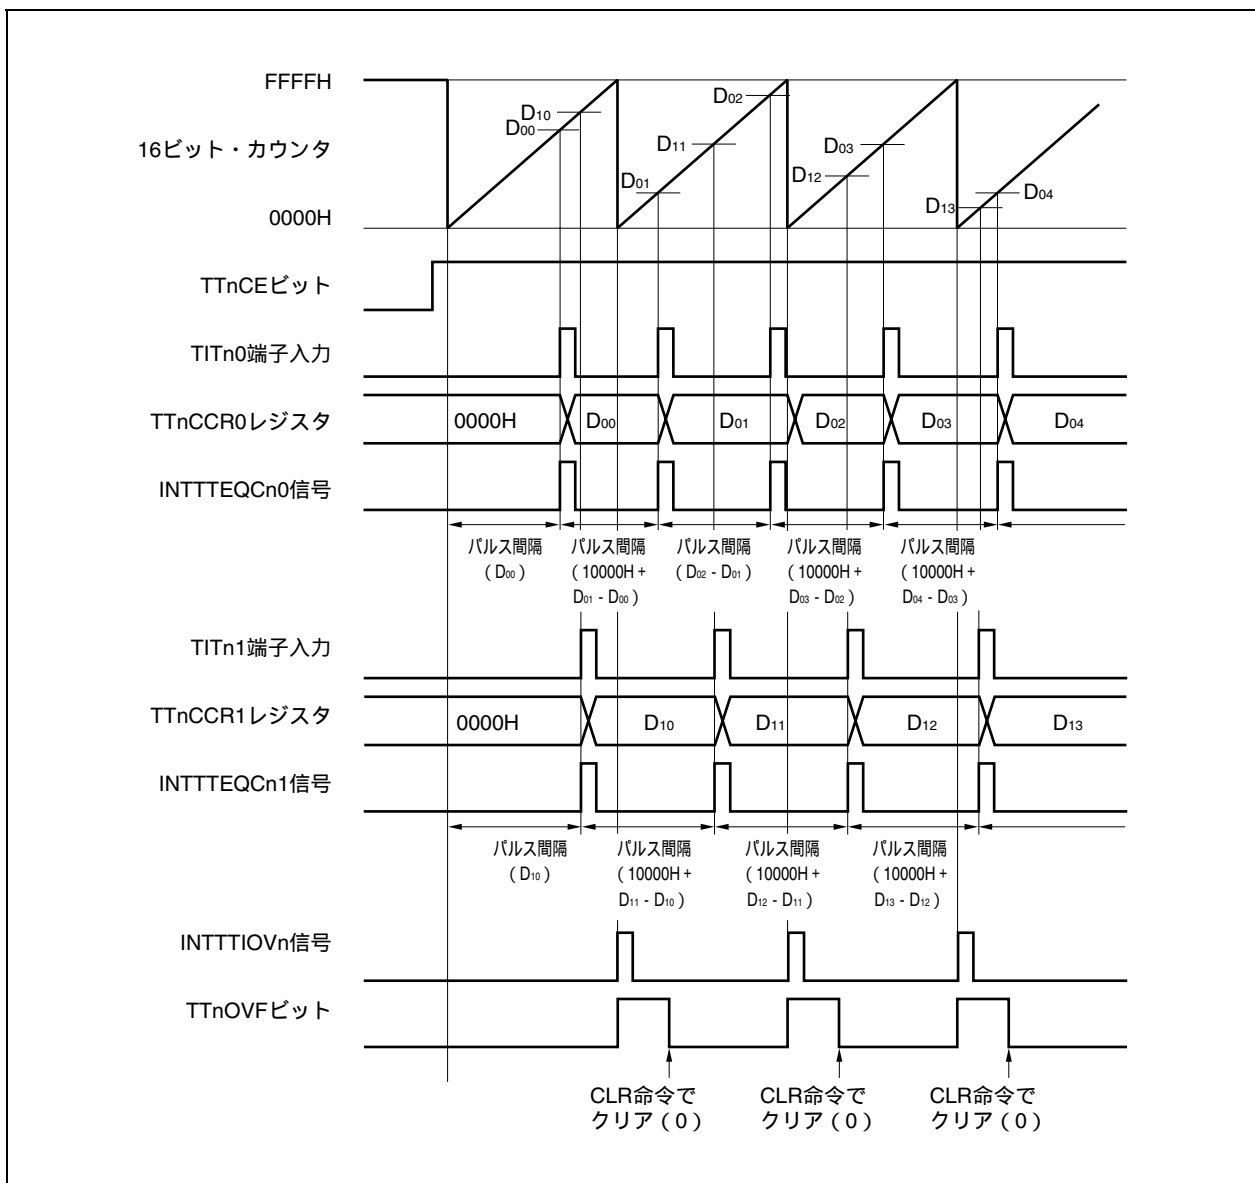 FFFFH
16ビット・カウンタ
0000H
D10
D00
D01
D11
D02
D12
D03
D13
D04
TTnCEビット
TITn0端子入力
TTnCCR0レジスタ
0000H D00 D01 D02 D03 D04
INTTTEQCn0信号
パルス間隔
（D00）
パルス間隔
（10000H +
D01 - D00）
パルス間隔
（D02 - D01）
パルス間隔
（10000H +
D03 - D02）
パルス間隔
（10000H +
D04 - D03）
TITn1端子入力
TTnCCR1レジスタ
0000H D10 D11 D12 D13
INTTTEQCn1信号
パルス間隔
（D10）
パルス間隔
（10000H +
D11 - D10）
パルス間隔
（10000H +
D12 - D11）
パルス間隔
（10000H +
D13 - D12）
INTTTIOVn信号
TTnOVFビット
CLR命令で
クリア（0）
CLR命令で
クリア（0）
CLR命令で
クリア（0）